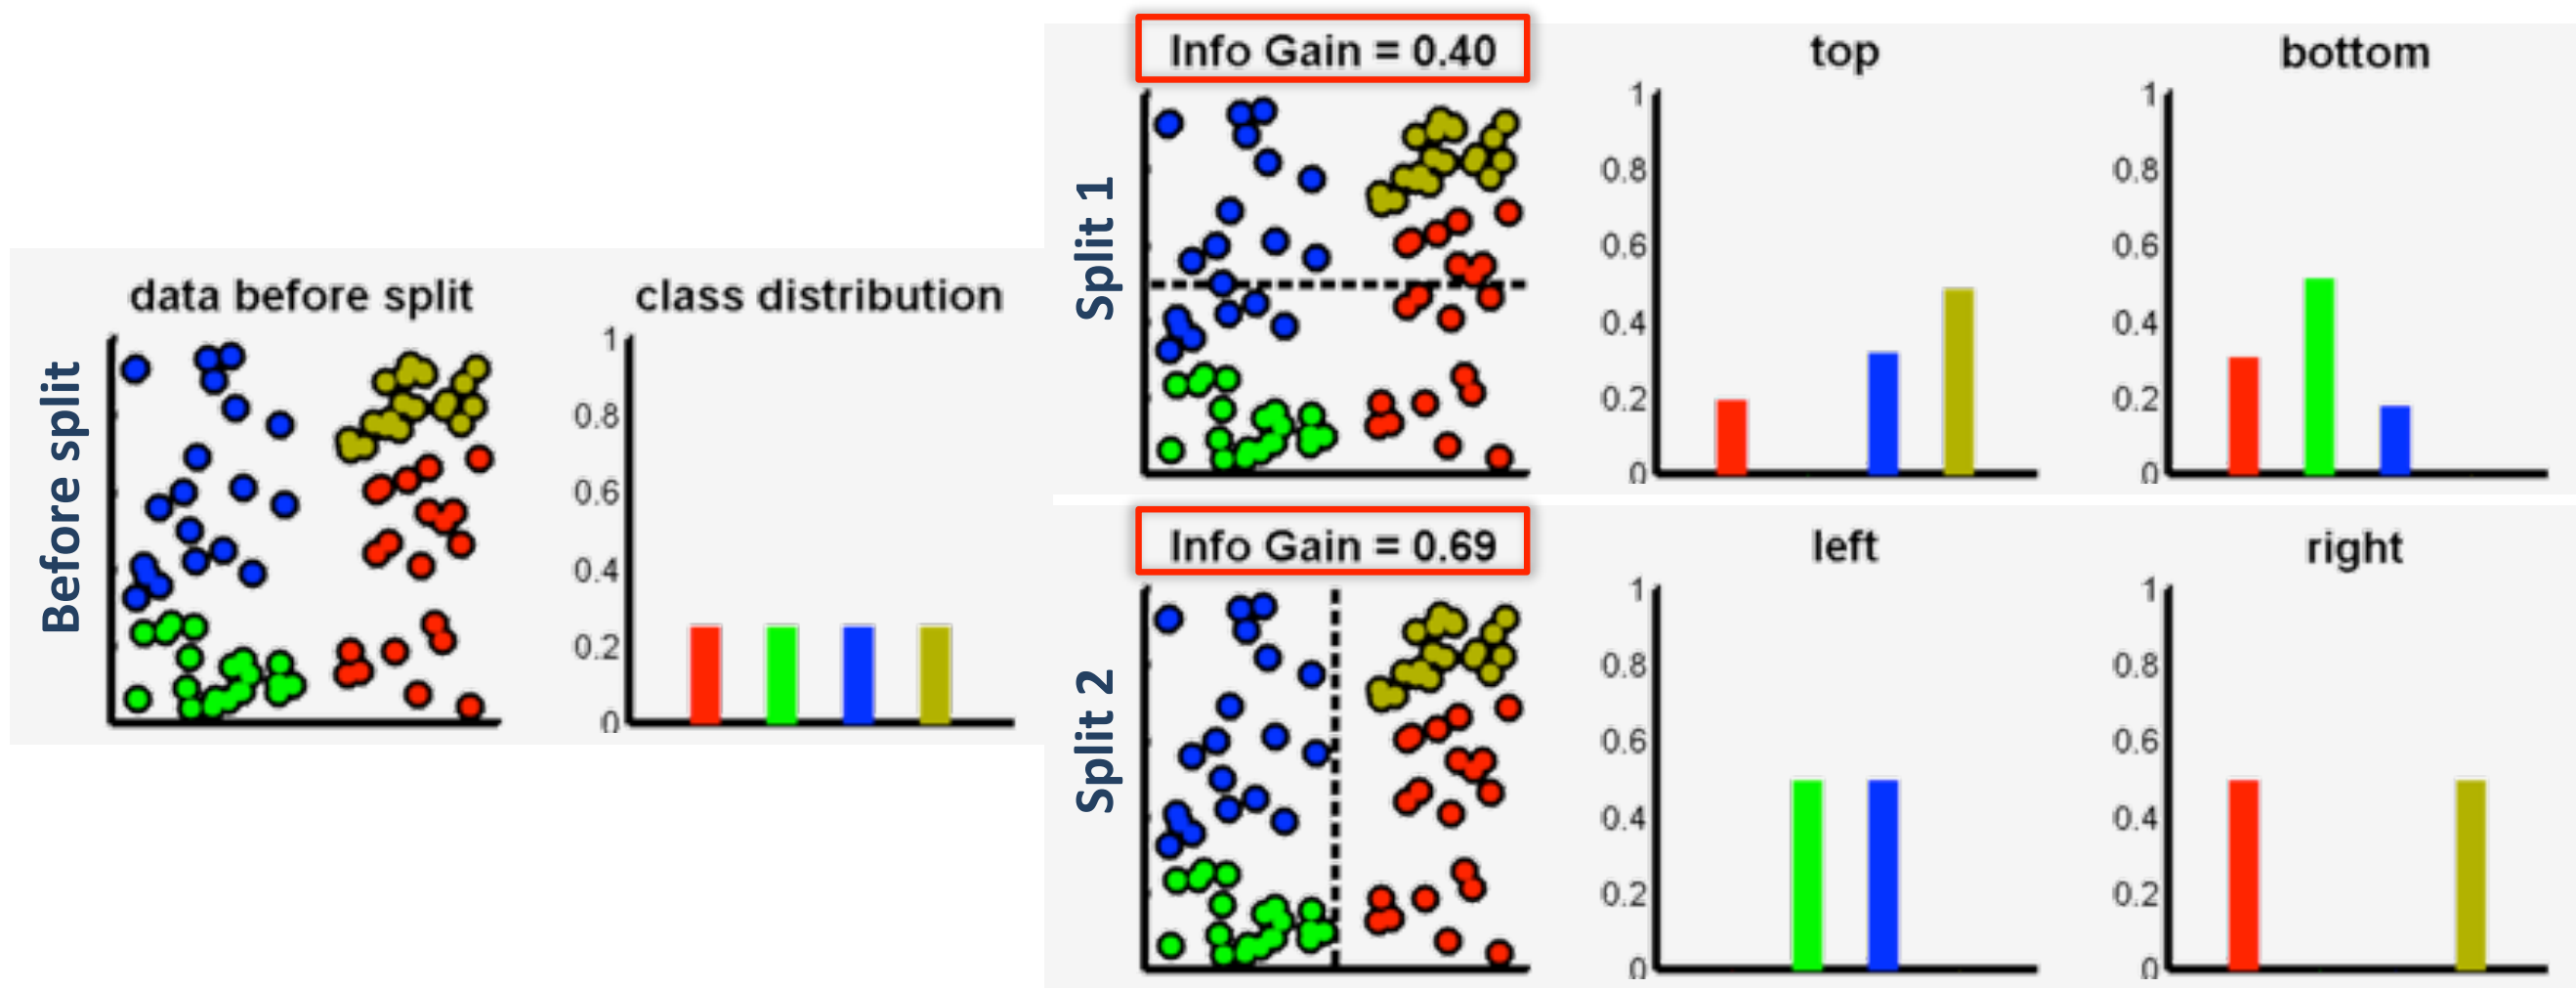 Before split
data before split
class distribution
1
0.8
0.6
0.4
0.2
0
Split 1
Info Gain = 0.40
top
1
0.8
0.6
0.4
0.2
0
bottom
1
0.8
0.6
0.4
0.2
0
Split 2
Info Gain = 0.69
left
1
0.8
0.6
0.4
0.2
0
right
1
0.8
0.6
0.4
0.2
0